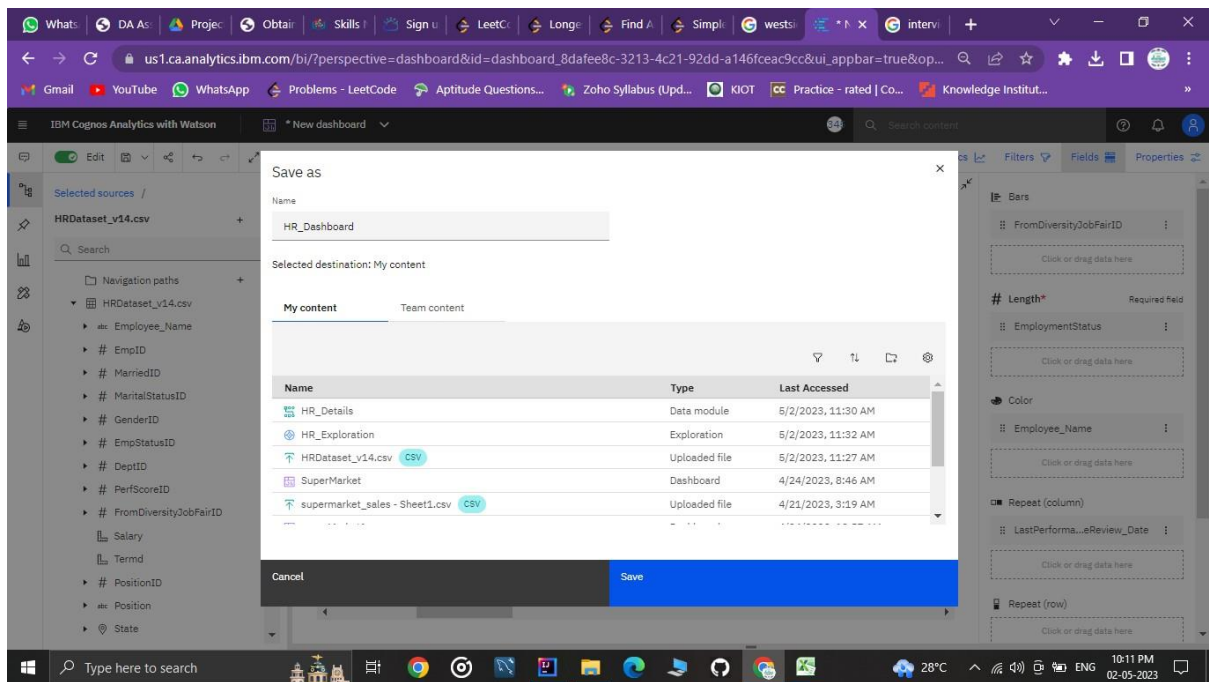 Whats DA As: Projec Obtair Skills Sign u LeetCo Longe Find A Simple westsi * N intervi
us1.ca.analytics.ibm.com/bi/?perspective=dashboard&id=dashboard_8dafee8c-3213-4c21-92dd-a146fceac9cc&ui_appbar=true&op...
Gmail YouTube WhatsApp Problems - LeetCode Aptitude Questions... Zoho Syllabus (Upd... KIOT CC Practice - rated | Co... Knowledge Institut... »
IBM Cognos Analytics with Watson * New dashboard 34 Search content
Edit Filters Fields Properties
Selected sources /
HRDataset_v14.csv
Search
Navigation paths
HRDataset_v14.csv
abc Employee_Name
# EmpID
# MarriedID
# MaritalStatusID
# GenderID
# EmpStatusID
# DeptID
# PerfScoreID
# FromDiversityJobFairID
Salary
Termd
# PositionID
abc Position
State
Save as
Name
HR_Dashboard
Selected destination: My content
My content Team content
Name Type Last Accessed
HR_Details Data module 5/2/2023, 11:30 AM
HR_Exploration Exploration 5/2/2023, 11:32 AM
HRDataset_v14.csv CSV Uploaded file 5/2/2023, 11:27 AM
SuperMarket Dashboard 4/24/2023, 8:46 AM
supermarket_sales - Sheet1.csv CSV Uploaded file 4/21/2023, 3:19 AM
Cancel Save
Bars
FromDiversityJobFairID
Click or drag data here
# Length* Required field
EmploymentStatus
Click or drag data here
Color
Employee_Name
Click or drag data here
Repeat (column)
LastPerforma...eReview_Date
Click or drag data here
Repeat (row)
Click or drag data here
Type here to search 28°C ENG 10:11 PM
02-05-2023